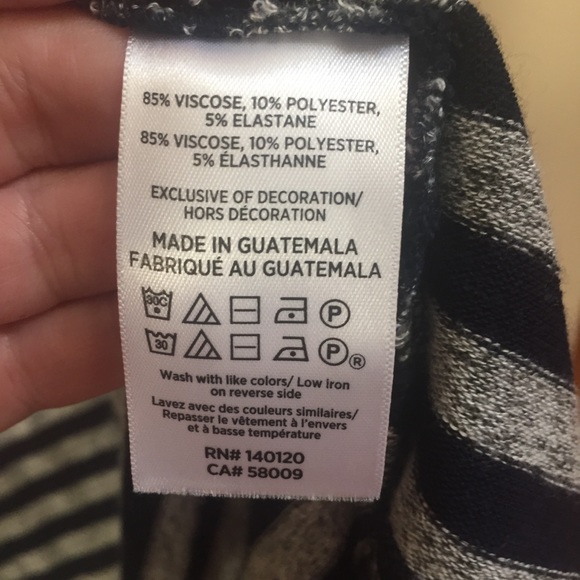 85% VISCOSE, 10% POLYESTER,
5% ELASTANE
85% VISCOSE, 10% POLYESTER,
5% ÉLASTHANNE
EXCLUSIVE OF DECORATION/
HORS DÉCORATION
MADE IN GUATEMALA
FABRIQUÉ AU GUATEMALA
30C P
30 P®
Wash with like colors/ Low iron
on reverse side
Lavez avec des couleurs similaires/
Repasser le vêtement à l'envers
et à basse température
RN# 140120
CA# 58009